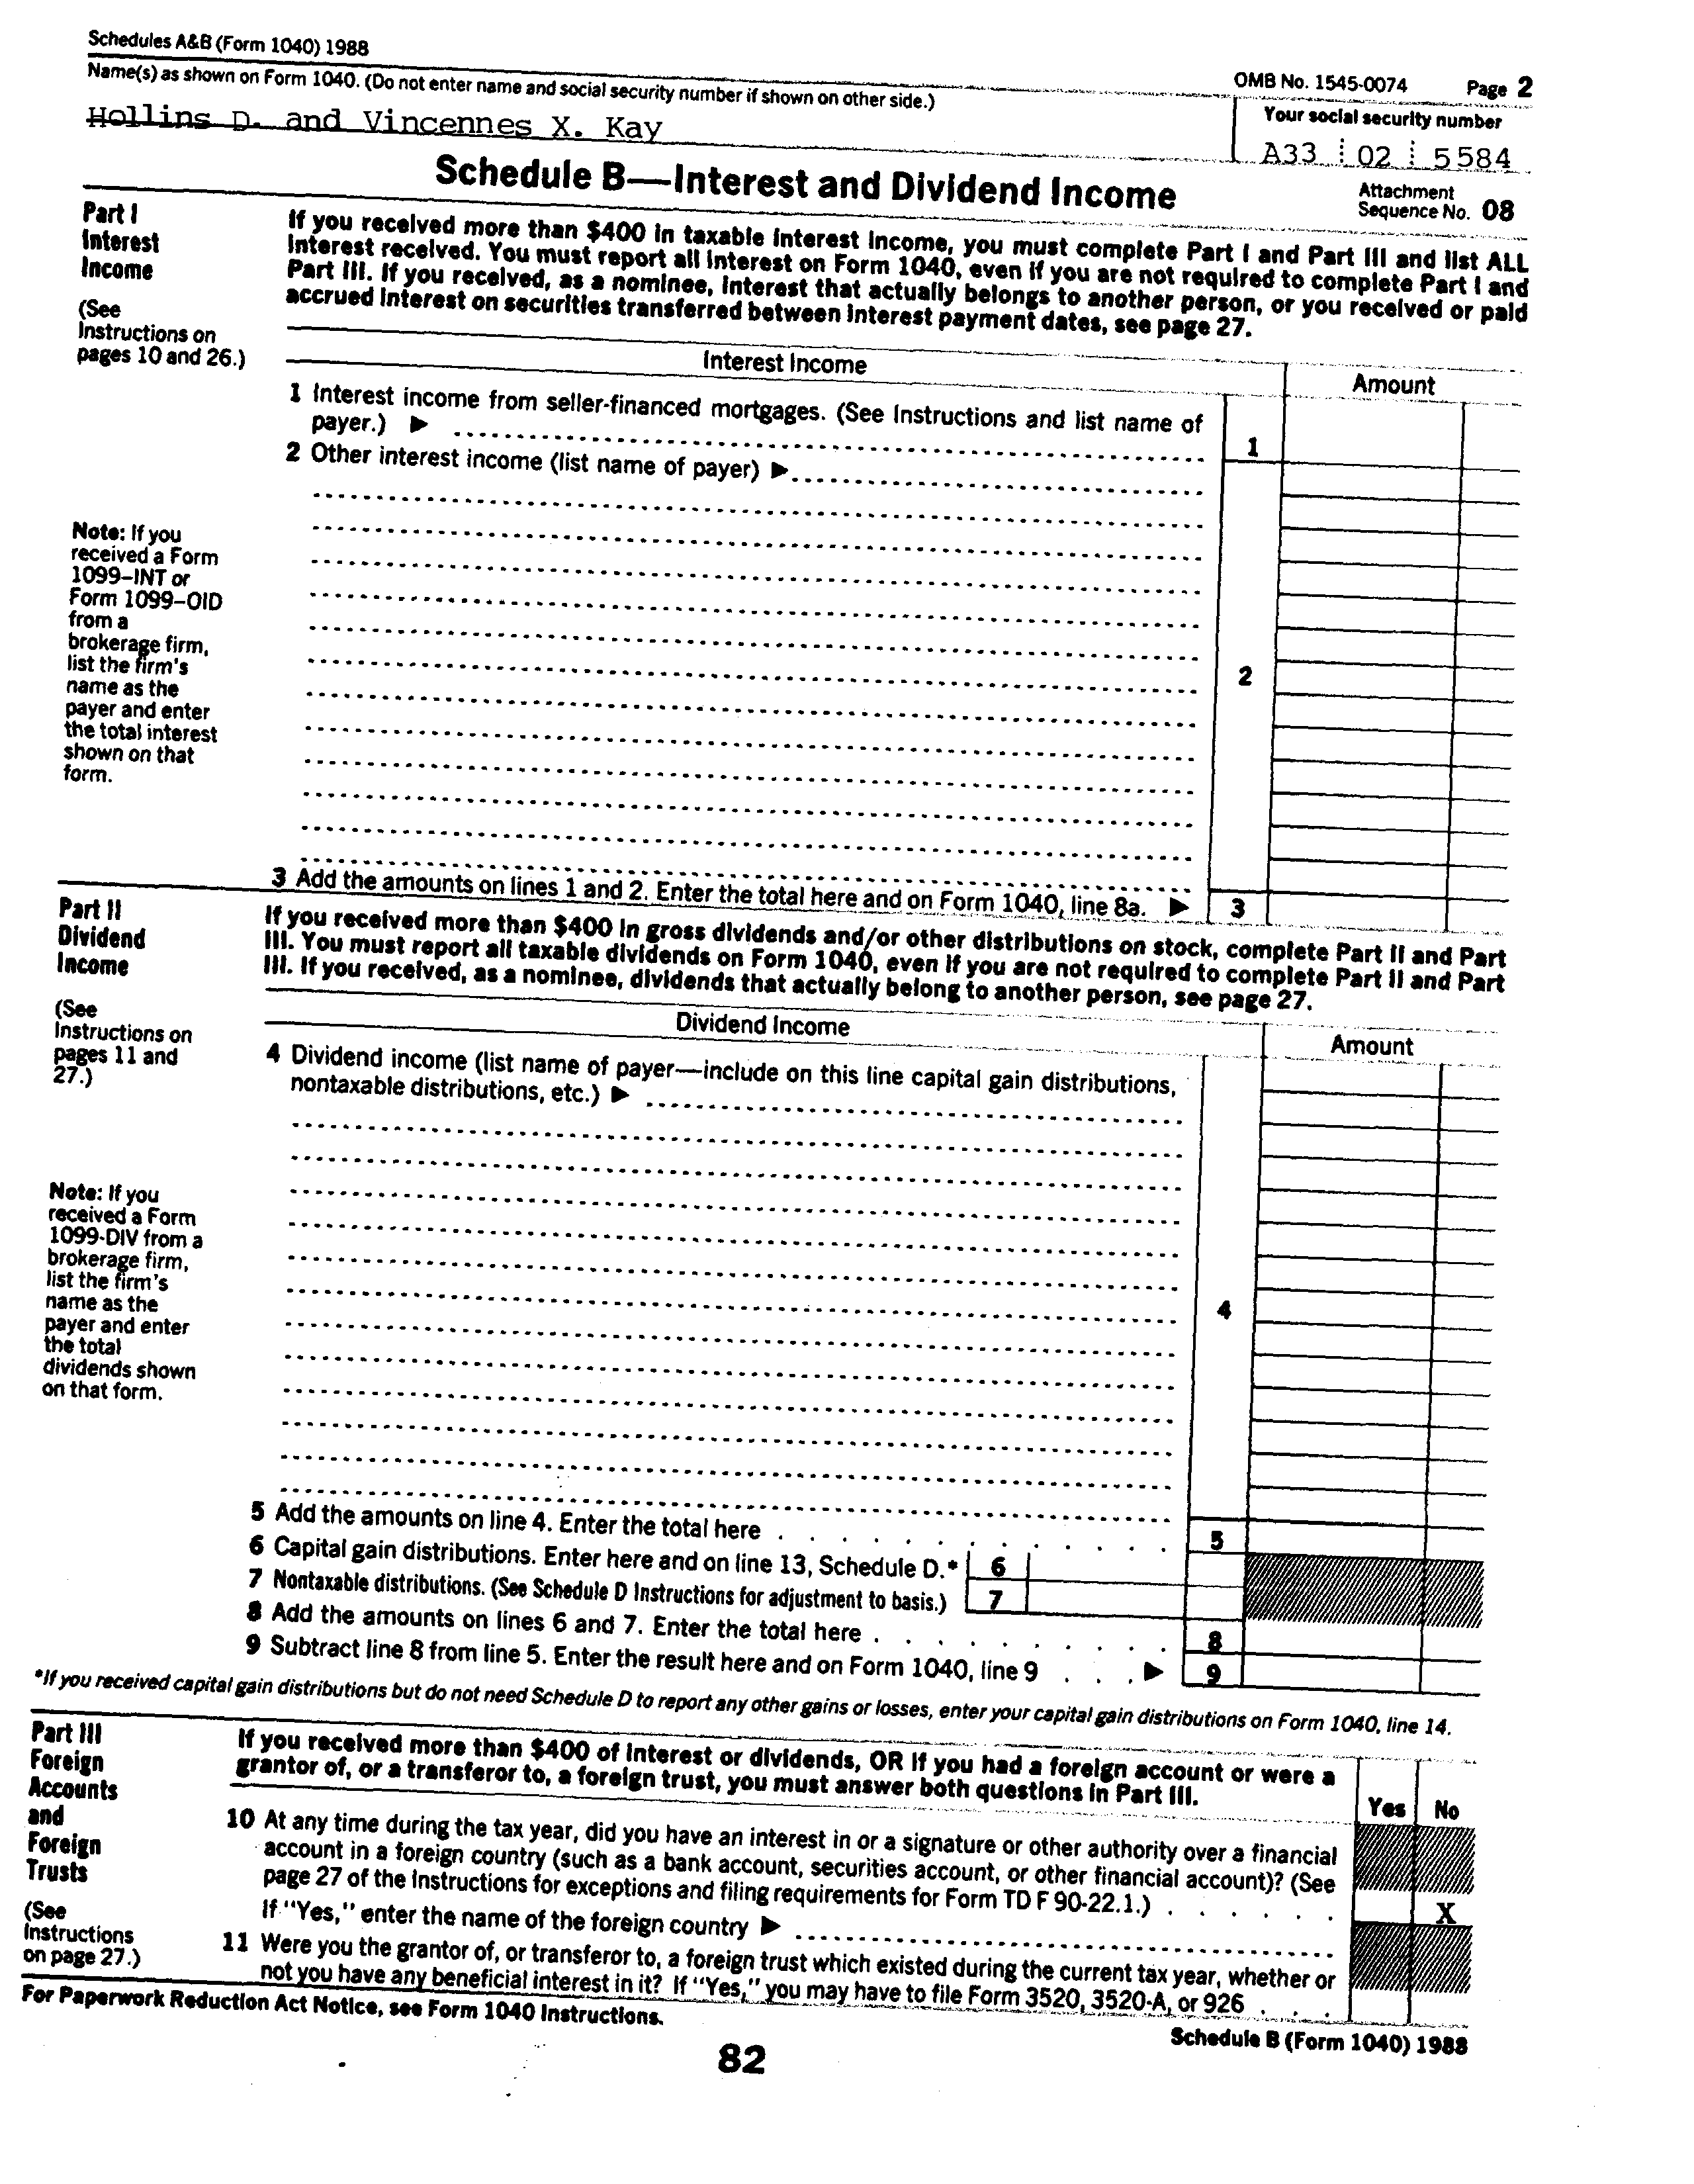 Schedules A&B (Form 1040) 1988
OMB No. 1545-0074 Page 2
Name(s) as shown on Form 1040. (Do not enter name and social security number if shown on other side.)
Your social security number
Hollins D. and Vincennes X. Kay
A33 02 5584
Schedule B—Interest and Dividend Income
Attachment
Sequence No. 08
Part I
Interest
Income
(See
Instructions on
pages 10 and 26.)
If you received more than $400 in taxable interest income, you must complete Part I and Part III and list ALL
interest received. You must report all interest on Form 1040, even if you are not required to complete Part I and
Part III. If you received, as a nominee, interest that actually belongs to another person, or you received or paid
accrued interest on securities transferred between interest payment dates, see page 27.
Interest Income
Amount
1 Interest income from seller-financed mortgages. (See Instructions and list name of
payer.) ▶
1
2 Other interest income (list name of payer) ▶
Note: If you
received a Form
1099–INT or
Form 1099–OID
from a
brokerage firm,
list the firm's
name as the
payer and enter
the total interest
shown on that
form.
2
3 Add the amounts on lines 1 and 2. Enter the total here and on Form 1040, line 8a. ▶ 3
Part II
Dividend
Income
(See
Instructions on
pages 11 and
27.)
If you received more than $400 in gross dividends and/or other distributions on stock, complete Part II and Part
III. You must report all taxable dividends on Form 1040, even if you are not required to complete Part II and Part
III. If you received, as a nominee, dividends that actually belong to another person, see page 27.
Dividend Income
Amount
4 Dividend income (list name of payer—include on this line capital gain distributions,
nontaxable distributions, etc.) ▶
Note: If you
received a Form
1099-DIV from a
brokerage firm,
list the firm's
name as the
payer and enter
the total
dividends shown
on that form.
4
5 Add the amounts on line 4. Enter the total here . . . . . . . . . . . 5
6 Capital gain distributions. Enter here and on line 13, Schedule D.* 6
7 Nontaxable distributions. (See Schedule D Instructions for adjustment to basis.) 7
8 Add the amounts on lines 6 and 7. Enter the total here . . . . . . . . . . 8
9 Subtract line 8 from line 5. Enter the result here and on Form 1040, line 9 . . . ▶ 9
*If you received capital gain distributions but do not need Schedule D to report any other gains or losses, enter your capital gain distributions on Form 1040, line 14.
Part III
Foreign
Accounts
and
Foreign
Trusts
(See
Instructions
on page 27.)
If you received more than $400 of interest or dividends, OR if you had a foreign account or were a
grantor of, or a transferor to, a foreign trust, you must answer both questions in Part III.
Yes No
10 At any time during the tax year, did you have an interest in or a signature or other authority over a financial
account in a foreign country (such as a bank account, securities account, or other financial account)? (See
page 27 of the Instructions for exceptions and filing requirements for Form TD F 90-22.1.) . . . . . . X
If "Yes," enter the name of the foreign country ▶
11 Were you the grantor of, or transferor to, a foreign trust which existed during the current tax year, whether or
not you have any beneficial interest in it? If "Yes," you may have to file Form 3520, 3520-A, or 926 . . .
For Paperwork Reduction Act Notice, see Form 1040 Instructions.
Schedule B (Form 1040) 1988
82